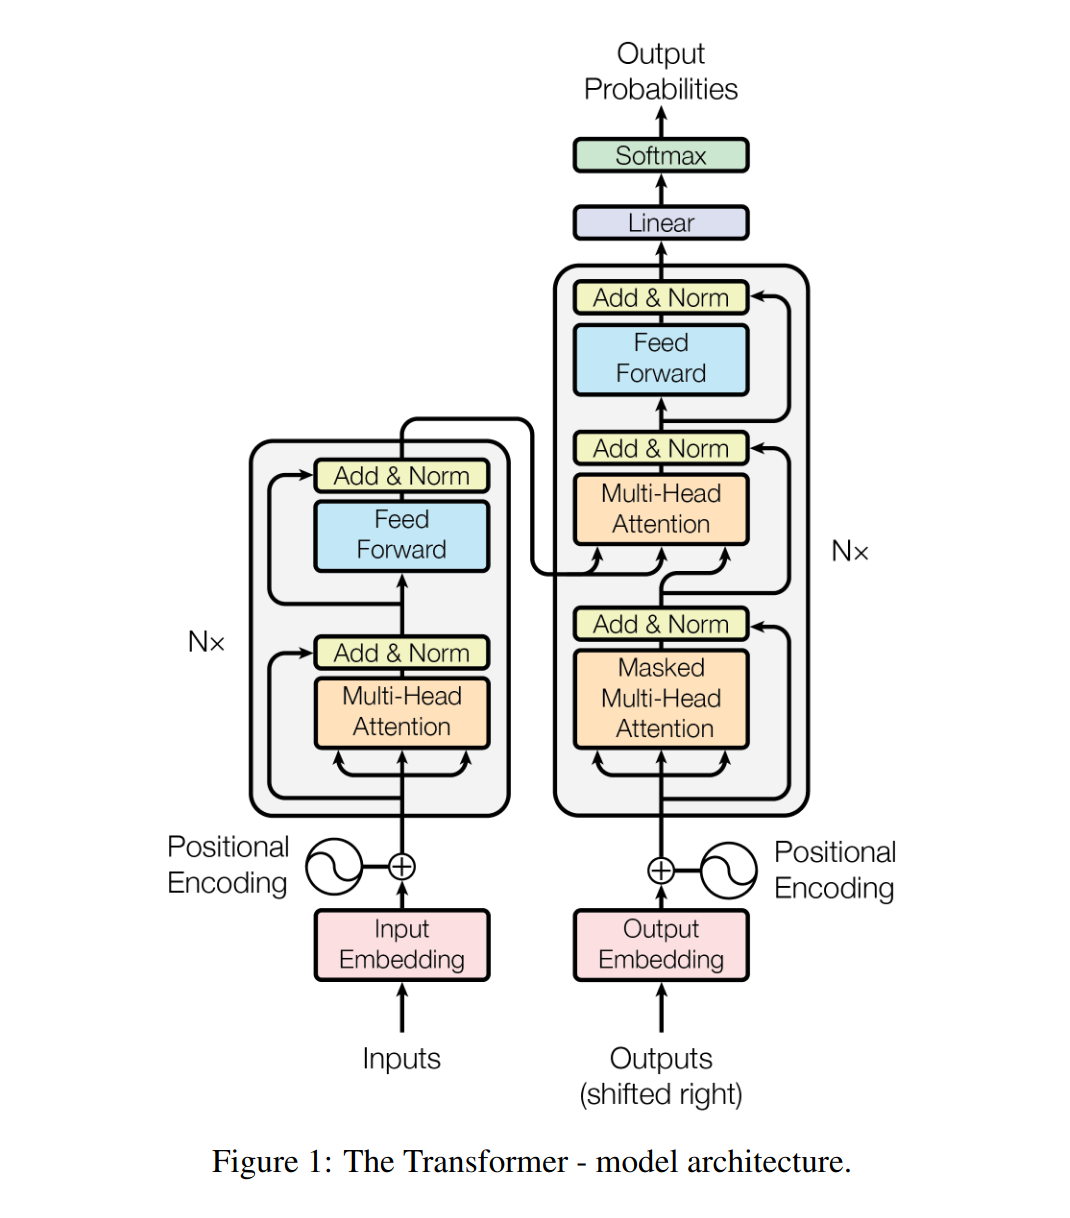 Output
Probabilities
Softmax
Linear
Add & Norm
Feed
Forward
Add & Norm
Multi-Head
Attention
Add & Norm
Masked
Multi-Head
Attention
N×
Add & Norm
Feed
Forward
Add & Norm
Multi-Head
Attention
N×
Positional
Encoding
Positional
Encoding
Input
Embedding
Output
Embedding
Inputs
Outputs
(shifted right)
Figure 1: The Transformer - model architecture.